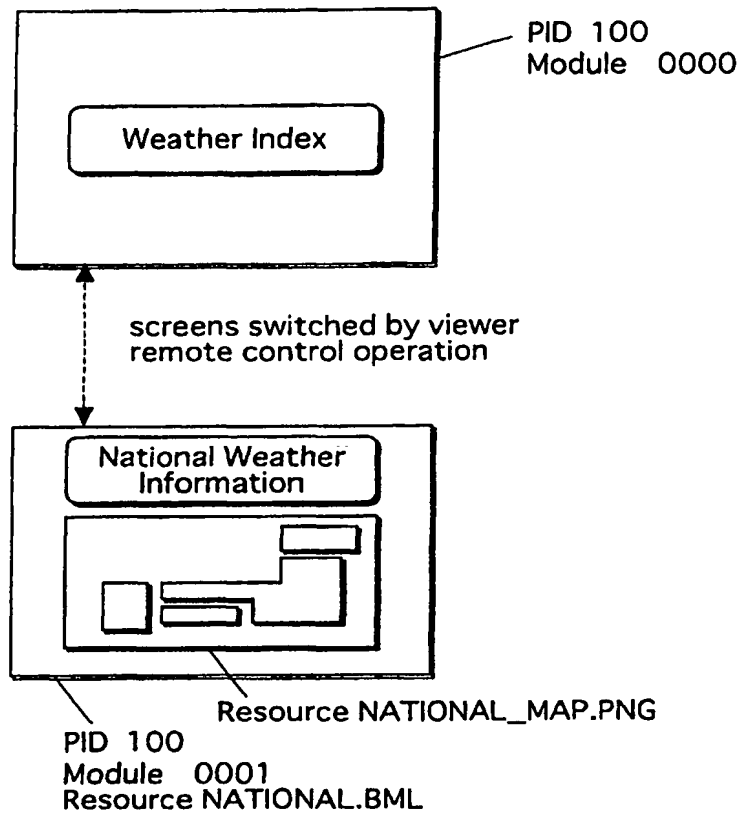 PID 100
Module 0000
Weather Index
screens switched by viewer
remote control operation
National Weather
Information
Resource NATIONAL_MAP.PNG
PID 100
Module 0001
Resource NATIONAL.BML